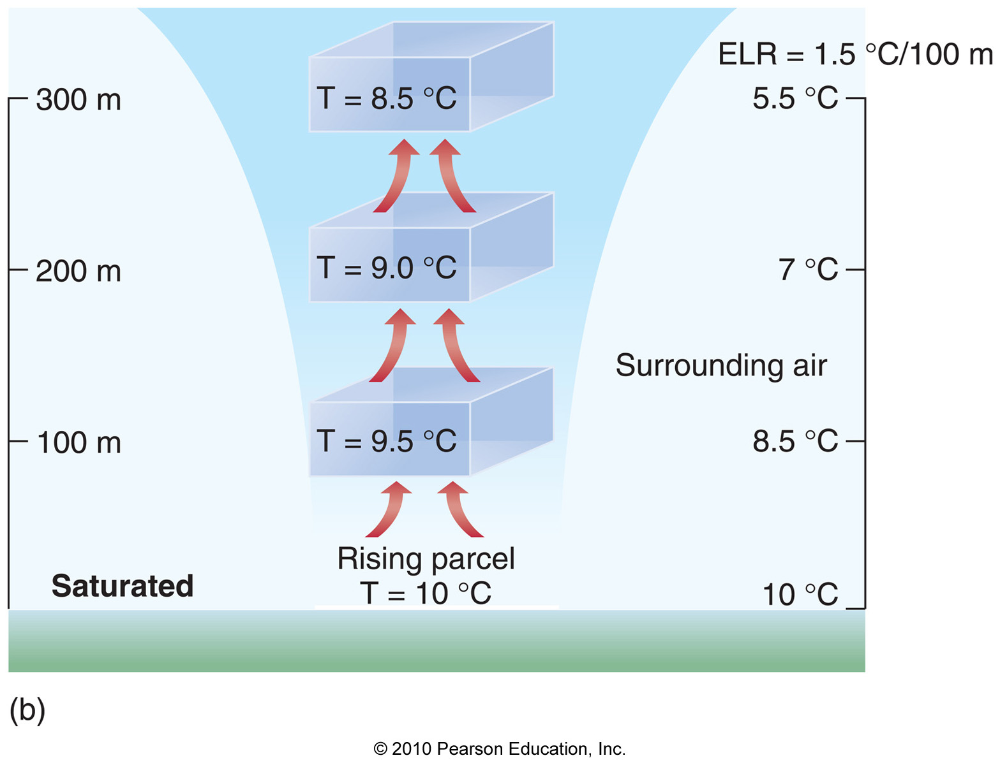 ELR = 1.5 °C/100 m
300 m
T = 8.5 °C
5.5 °C
200 m
T = 9.0 °C
7 °C
Surrounding air
100 m
T = 9.5 °C
8.5 °C
Rising parcel
T = 10 °C
Saturated
10 °C
(b)
© 2010 Pearson Education, Inc.